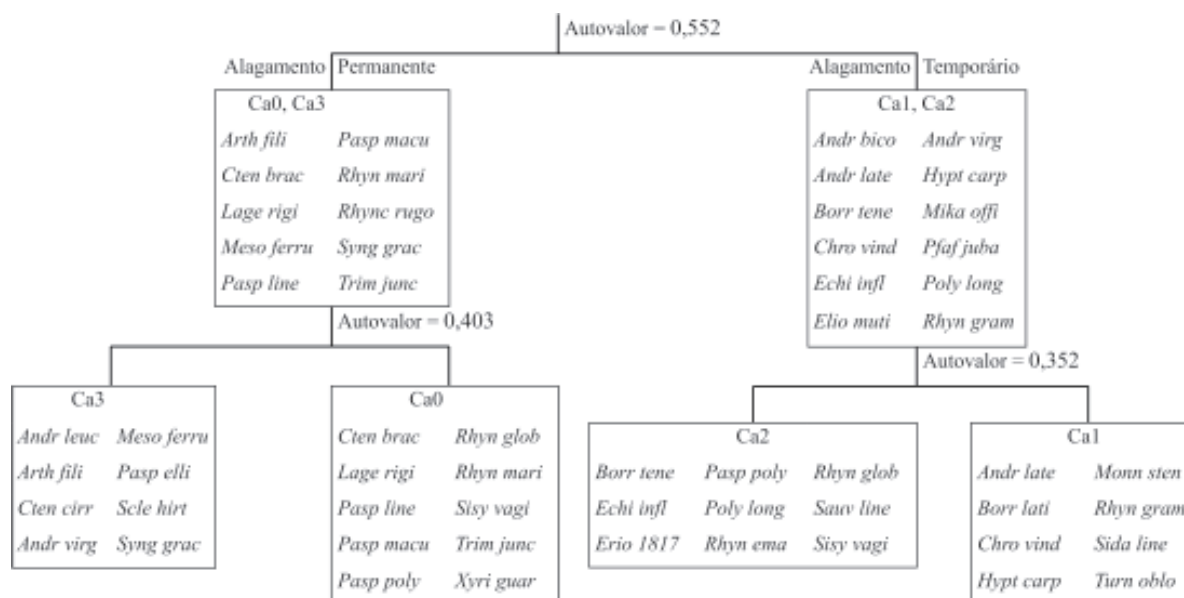 Autovalor = 0,552
Alagamento Permanente
Ca0, Ca3
Arth fili Pasp macu
Cten brac Rhyn mari
Lage rigi Rhync rugo
Meso ferru Syng grac
Pasp line Trim junc
Alagamento Temporário
Ca1, Ca2
Andr bico Andr virg
Andr late Hypt carp
Borr tene Mika offi
Chro vind Pfaf juba
Echi infl Poly long
Elio muti Rhyn gram
Autovalor = 0,403
Ca3
Andr leuc Meso ferru
Arth fili Pasp elli
Cten cirr Scle hirt
Andr virg Syng grac
Ca0
Cten brac Rhyn glob
Lage rigi Rhyn mari
Pasp line Sisy vagi
Pasp macu Trim junc
Pasp poly Xyri guar
Autovalor = 0,352
Ca2
Borr tene Pasp poly Rhyn glob
Echi infl Poly long Sauv line
Erio 1817 Rhyn ema Sisy vagi
Ca1
Andr late Monn sten
Borr lati Rhyn gram
Chro vind Sida line
Hypt carp Turn oblo